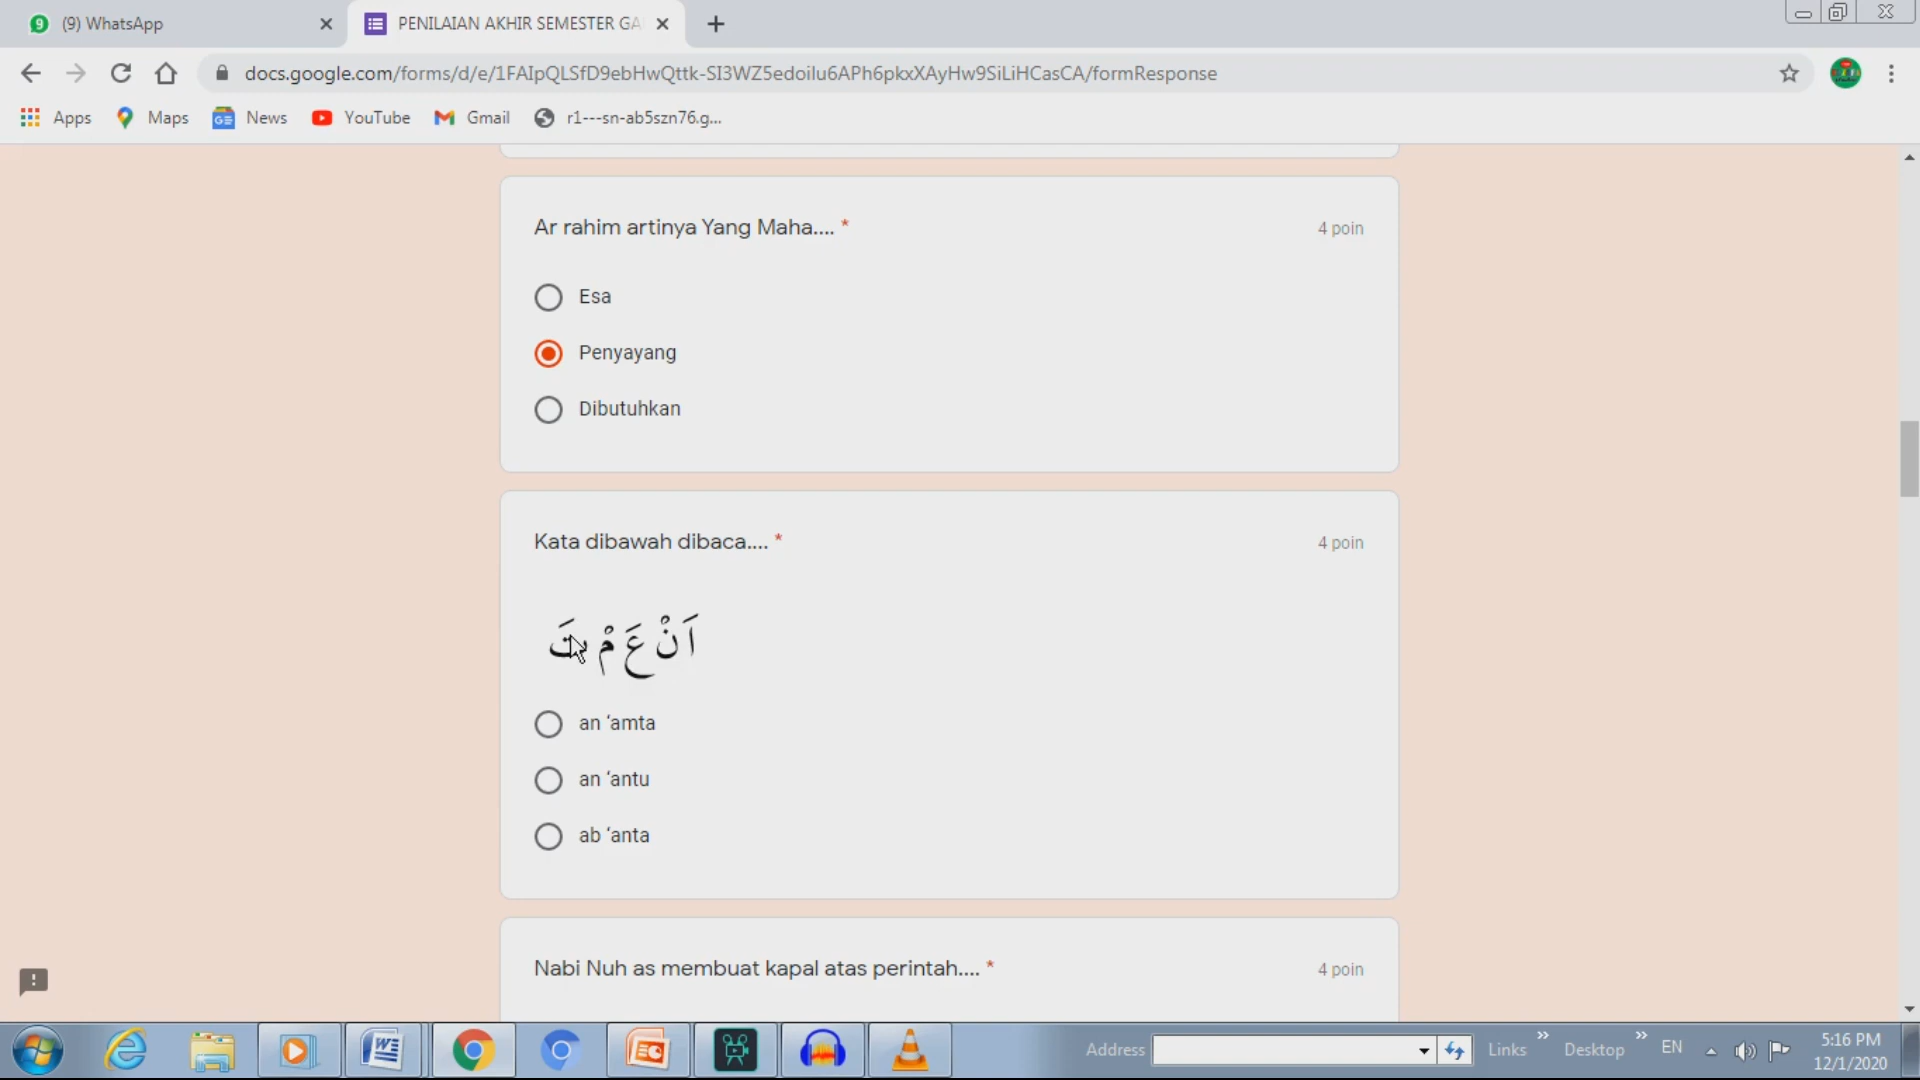 (9) WhatsApp
PENILAIAN AKHIR SEMESTER GA
docs.google.com/forms/d/e/1FAIpQLSfD9ebHwQttk-SI3WZ5edoilu6APh6pkxXAyHw9SiLiHCasCA/formResponse
Apps
Maps
News
YouTube
Gmail
r1---sn-ab5szn76.g...
Ar rahim artinya Yang Maha.... *
4 poin
Esa
Penyayang
Dibutuhkan
Kata dibawah dibaca.... *
4 poin
اَ نْ عَ مْ تَ
an ‘amta
an ‘antu
ab ‘anta
Nabi Nuh as membuat kapal atas perintah.... *
4 poin
Address
Links
Desktop
EN
5:16 PM
12/1/2020